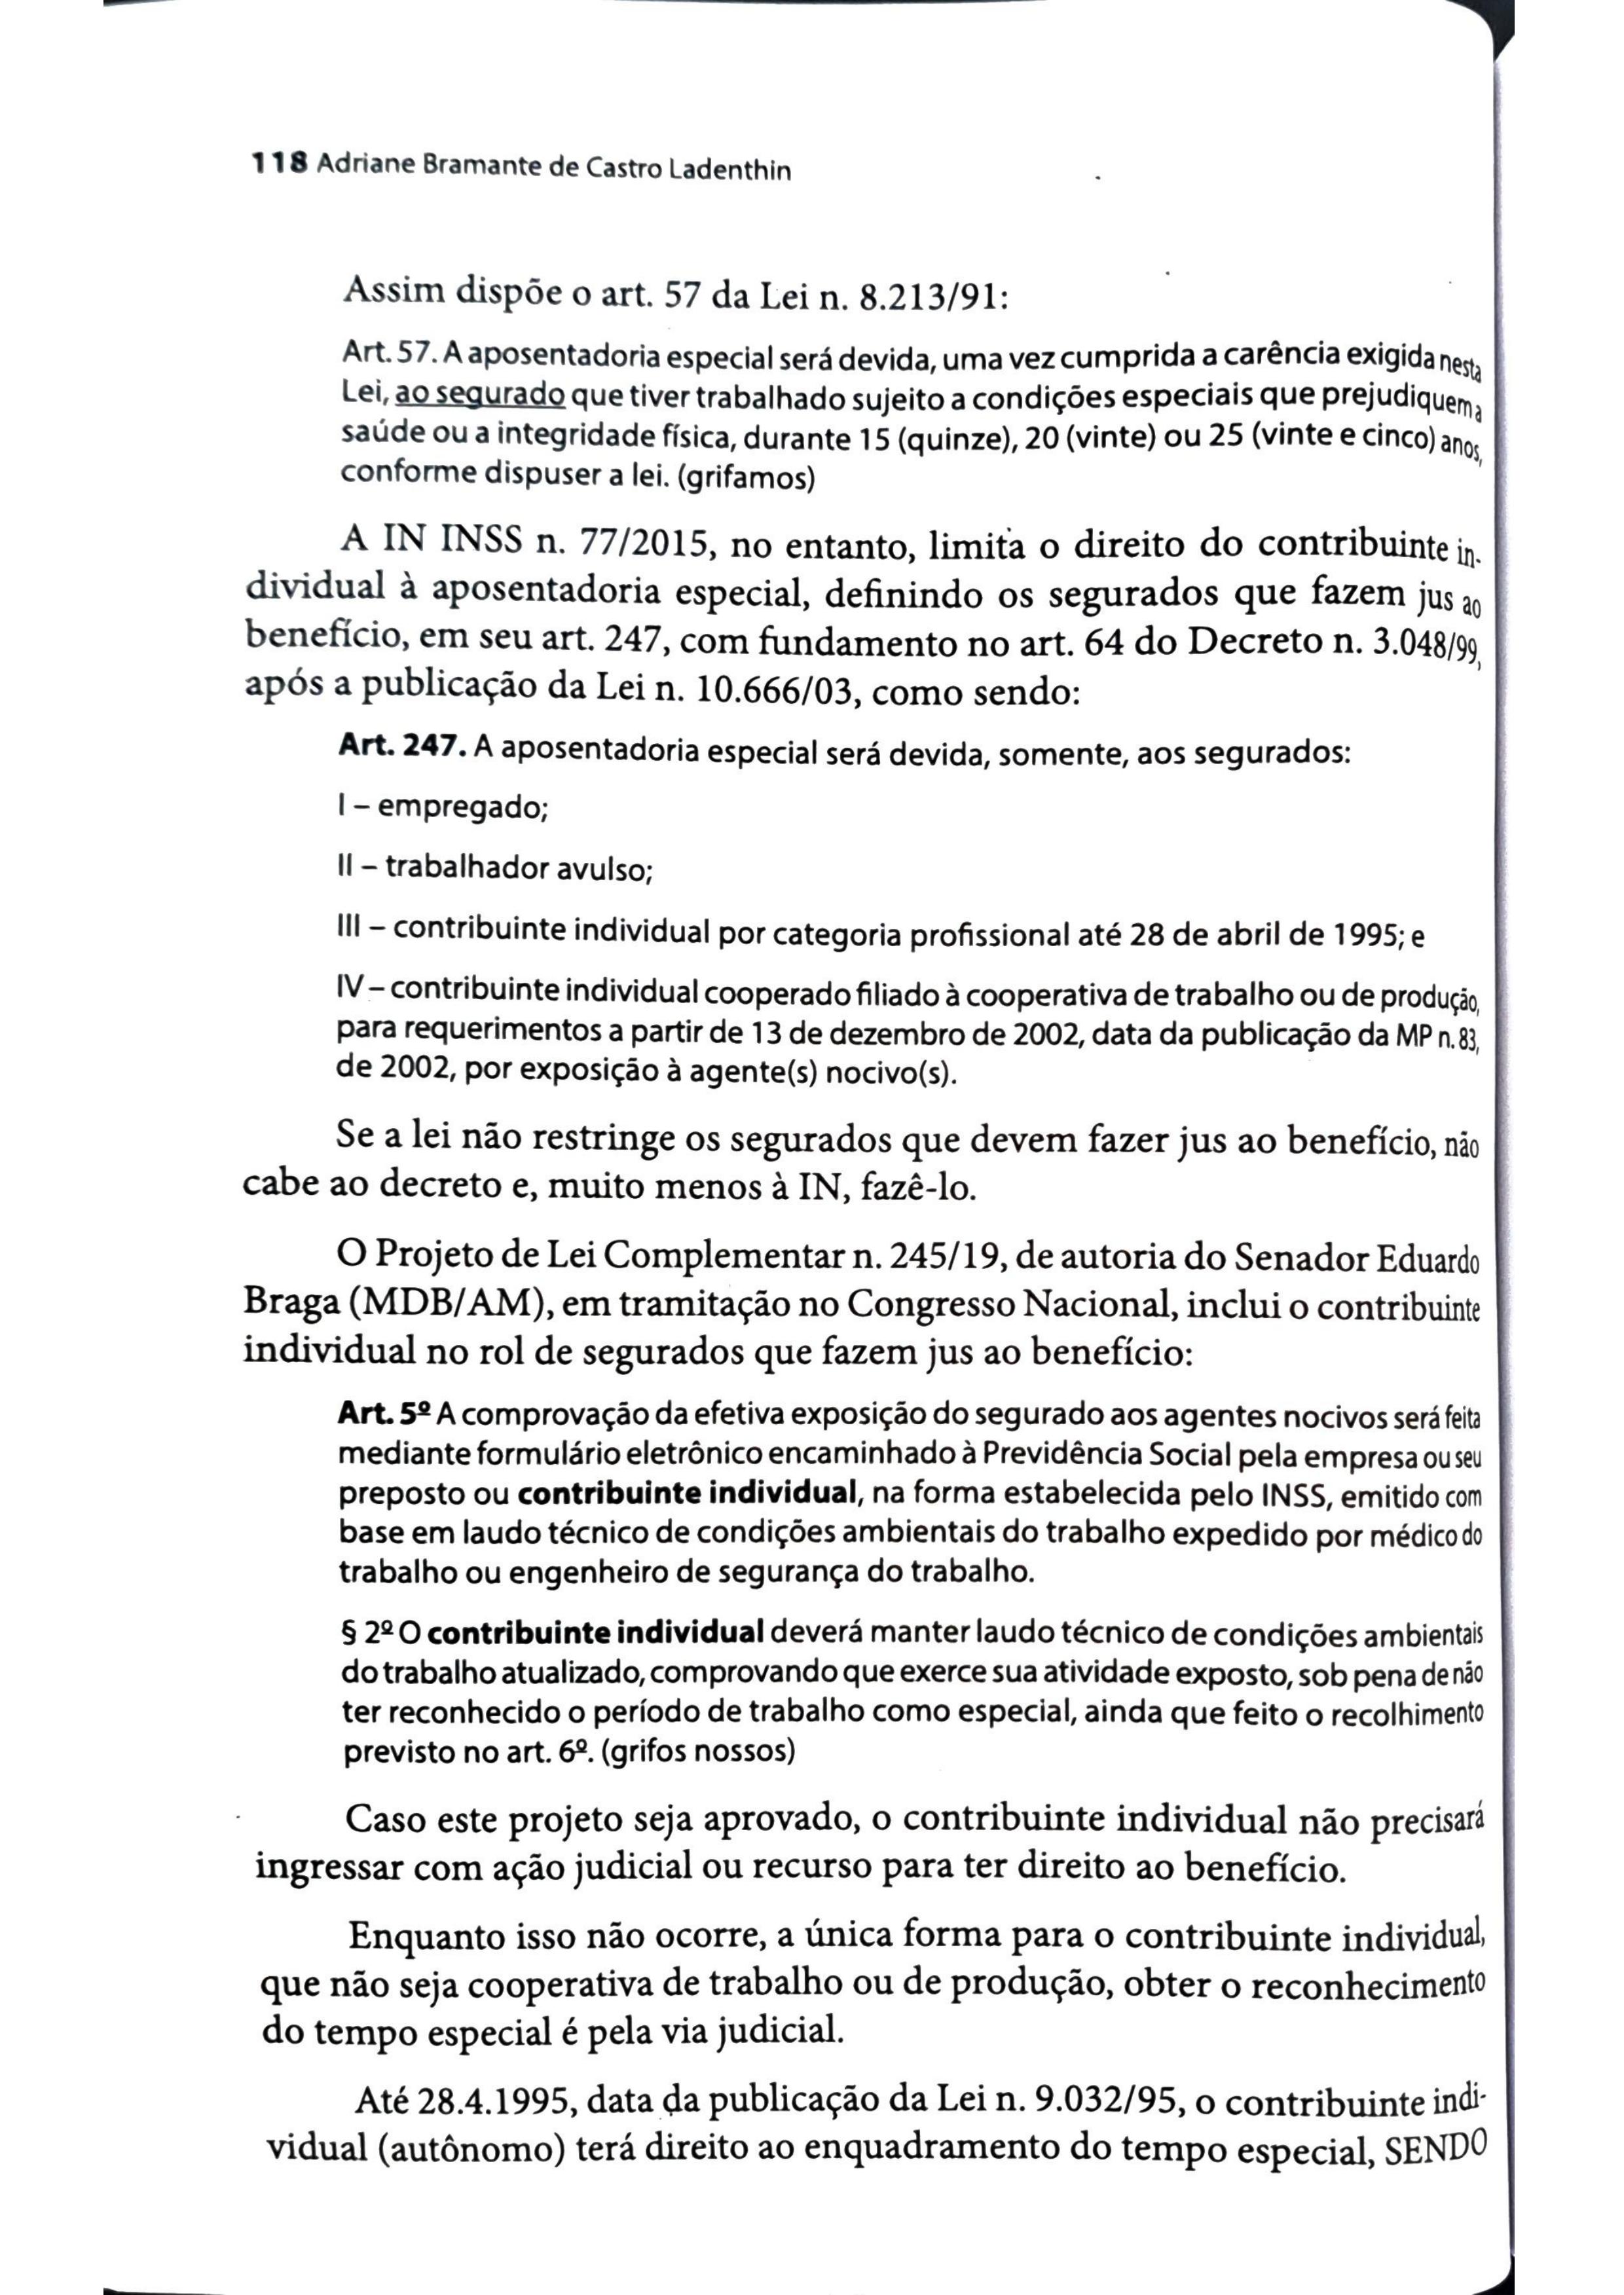 118 Adriane Bramante de Castro Ladenthin
Assim dispõe o art. 57 da Lei n. 8.213/91:
Art. 57. A aposentadoria especial será devida, uma vez cumprida a carência exigida nesta
Lei, ao segurado que tiver trabalhado sujeito a condições especiais que prejudiquem a
saúde ou a integridade física, durante 15 (quinze), 20 (vinte) ou 25 (vinte e cinco) anos,
conforme dispuser a lei. (grifamos)
A IN INSS n. 77/2015, no entanto, limita o direito do contribuinte in-
dividual à aposentadoria especial, definindo os segurados que fazem jus ao
benefício, em seu art. 247, com fundamento no art. 64 do Decreto n. 3.048/99,
após a publicação da Lei n. 10.666/03, como sendo:
Art. 247. A aposentadoria especial será devida, somente, aos segurados:
I – empregado;
II – trabalhador avulso;
III – contribuinte individual por categoria profissional até 28 de abril de 1995; e
IV – contribuinte individual cooperado filiado à cooperativa de trabalho ou de produção,
para requerimentos a partir de 13 de dezembro de 2002, data da publicação da MP n. 83,
de 2002, por exposição à agente(s) nocivo(s).
Se a lei não restringe os segurados que devem fazer jus ao benefício, não
cabe ao decreto e, muito menos à IN, fazê-lo.
O Projeto de Lei Complementar n. 245/19, de autoria do Senador Eduardo
Braga (MDB/AM), em tramitação no Congresso Nacional, inclui o contribuinte
individual no rol de segurados que fazem jus ao benefício:
Art. 5º A comprovação da efetiva exposição do segurado aos agentes nocivos será feita
mediante formulário eletrônico encaminhado à Previdência Social pela empresa ou seu
preposto ou contribuinte individual, na forma estabelecida pelo INSS, emitido com
base em laudo técnico de condições ambientais do trabalho expedido por médico do
trabalho ou engenheiro de segurança do trabalho.
§ 2º O contribuinte individual deverá manter laudo técnico de condições ambientais
do trabalho atualizado, comprovando que exerce sua atividade exposto, sob pena de não
ter reconhecido o período de trabalho como especial, ainda que feito o recolhimento
previsto no art. 6º. (grifos nossos)
Caso este projeto seja aprovado, o contribuinte individual não precisará
ingressar com ação judicial ou recurso para ter direito ao benefício.
Enquanto isso não ocorre, a única forma para o contribuinte individual,
que não seja cooperativa de trabalho ou de produção, obter o reconhecimento
do tempo especial é pela via judicial.
Até 28.4.1995, data da publicação da Lei n. 9.032/95, o contribuinte indi-
vidual (autônomo) terá direito ao enquadramento do tempo especial, SENDO